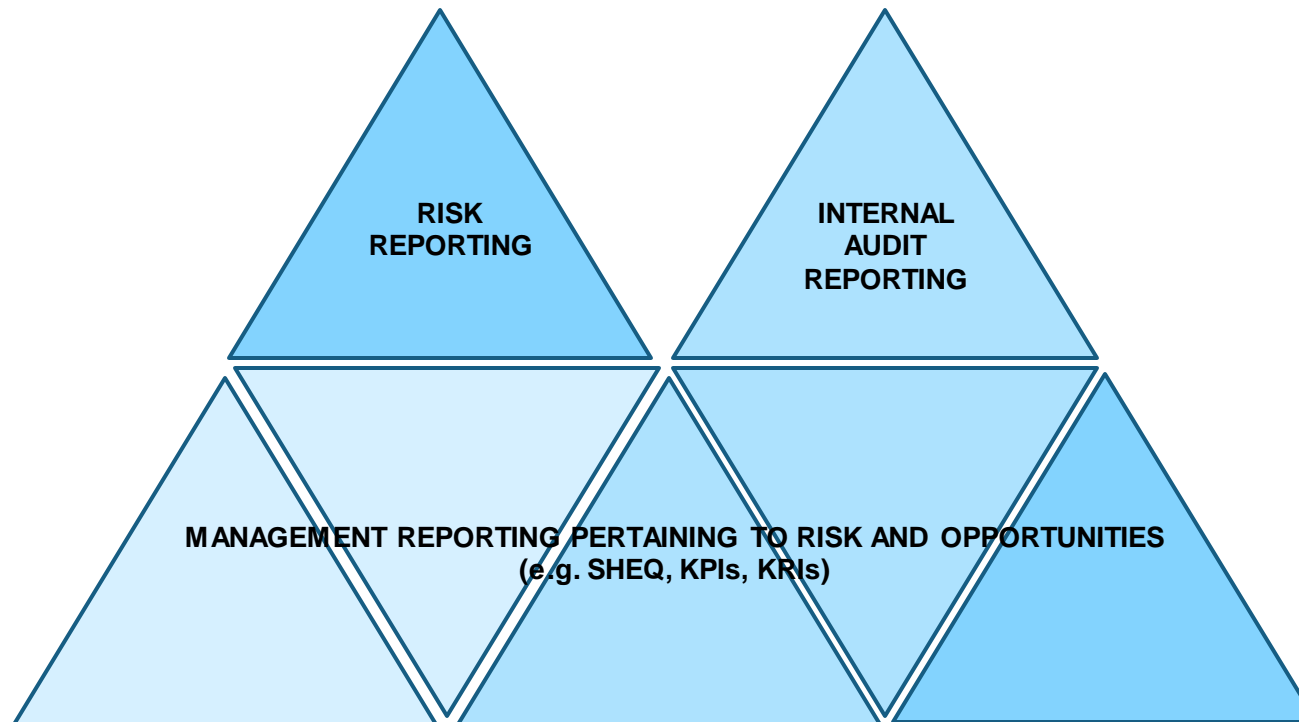 RISK
REPORTING
INTERNAL
AUDIT
REPORTING
MANAGEMENT REPORTING PERTAINING TO RISK AND OPPORTUNITIES
(e.g. SHEQ, KPIs, KRIs)